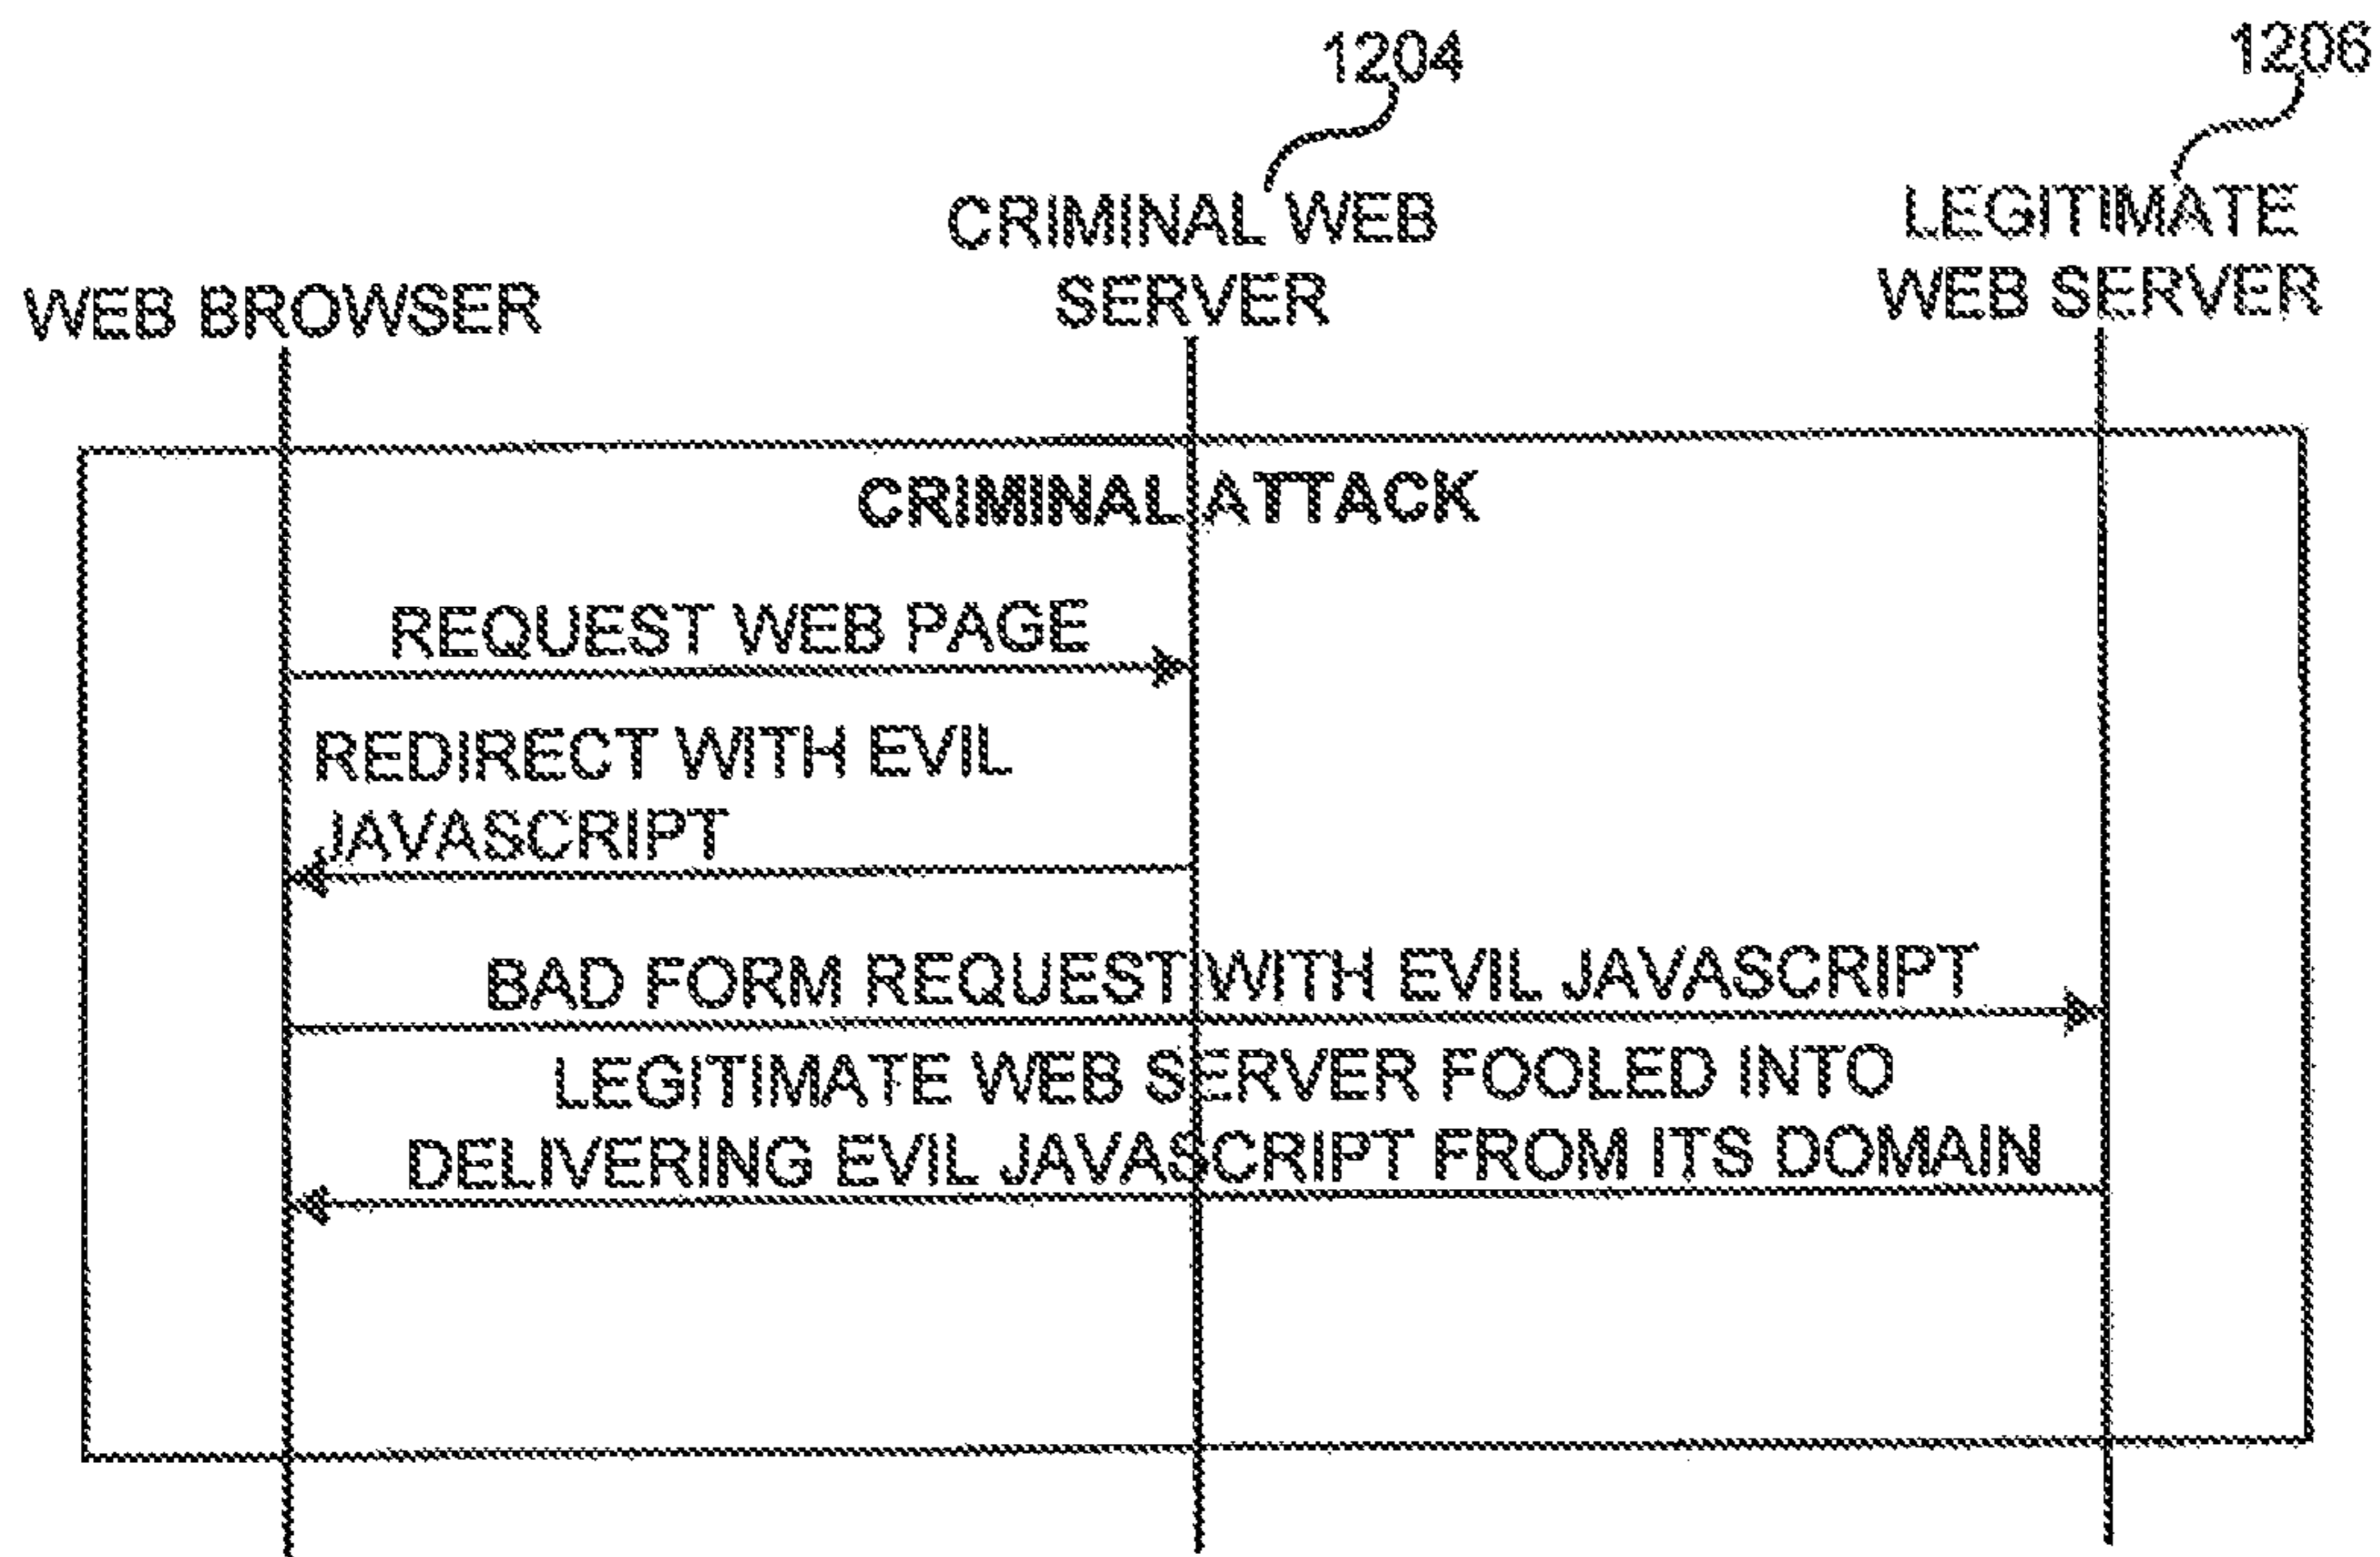 1204
1206
CRIMINAL WEB
SERVER
LEGITIMATE
WEB SERVER
WEB BROWSER
CRIMINAL ATTACK
REQUEST WEB PAGE
REDIRECT WITH EVIL
JAVASCRIPT
BAD FORM REQUEST WITH EVIL JAVASCRIPT
LEGITIMATE WEB SERVER FOOLED INTO
DELIVERING EVIL JAVASCRIPT FROM ITS DOMAIN